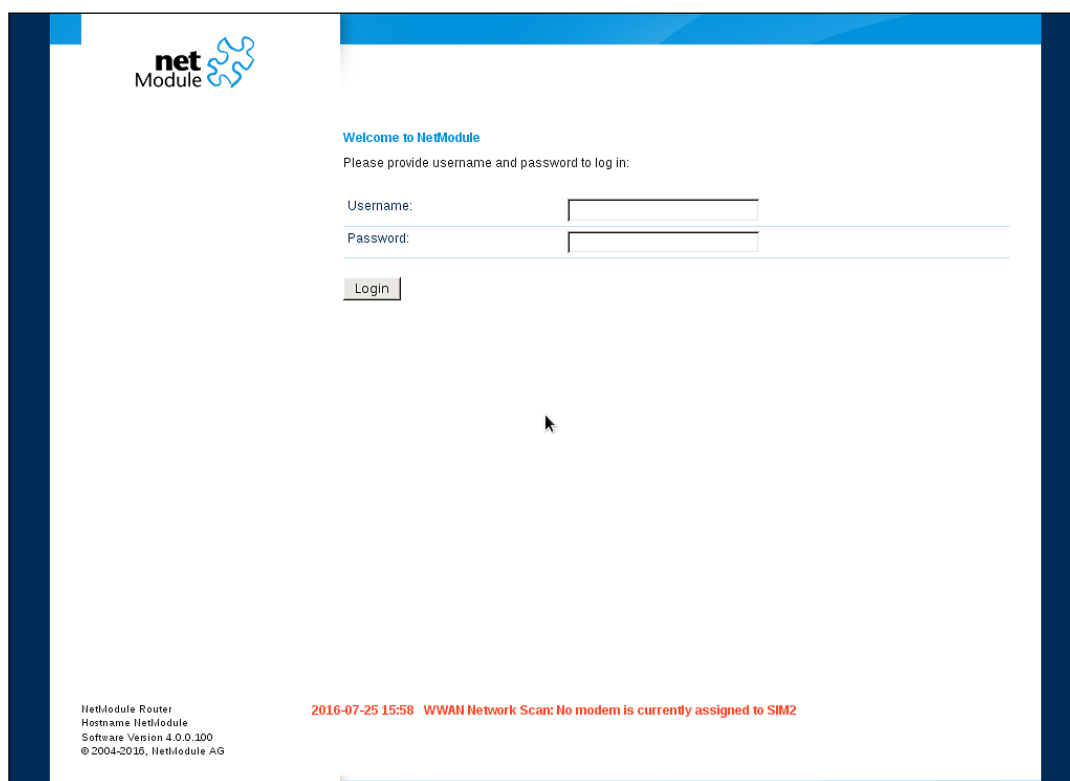 net
Module
Welcome to NetModule
Please provide username and password to log in:
Username:
Password:
Login
NetModule Router
Hostname NetModule
Software Version 4.0.0.100
© 2004-2016, NetModule AG
2016-07-25 15:58 WWAN Network Scan: No modem is currently assigned to SIM2